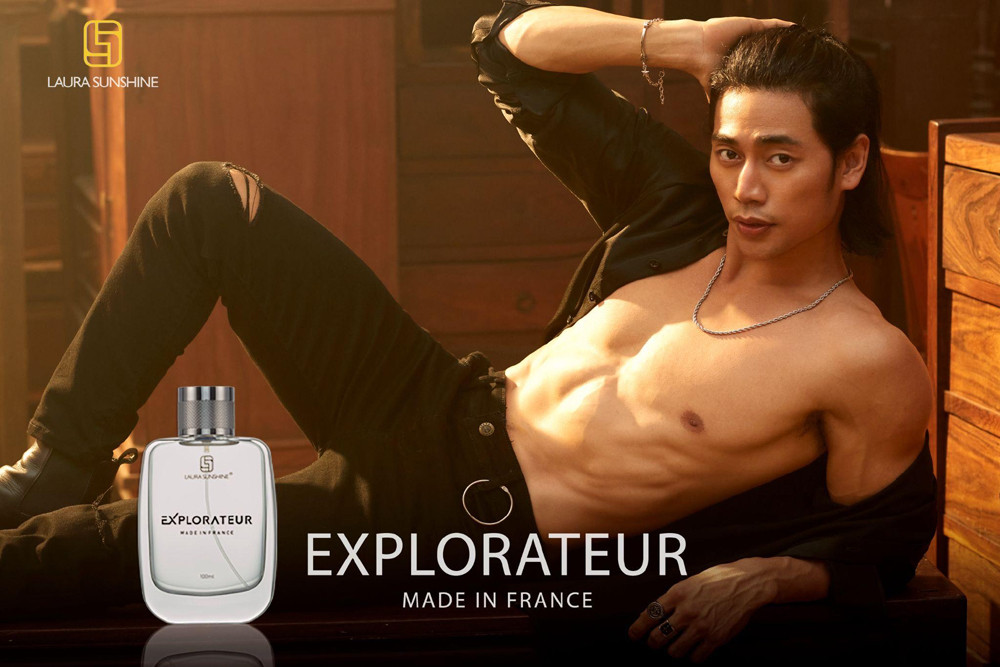 LAURA SUNSHINE
LAURA SUNSHINE®
EXPLORATEUR
MADE IN FRANCE
100ml
EXPLORATEUR
MADE IN FRANCE